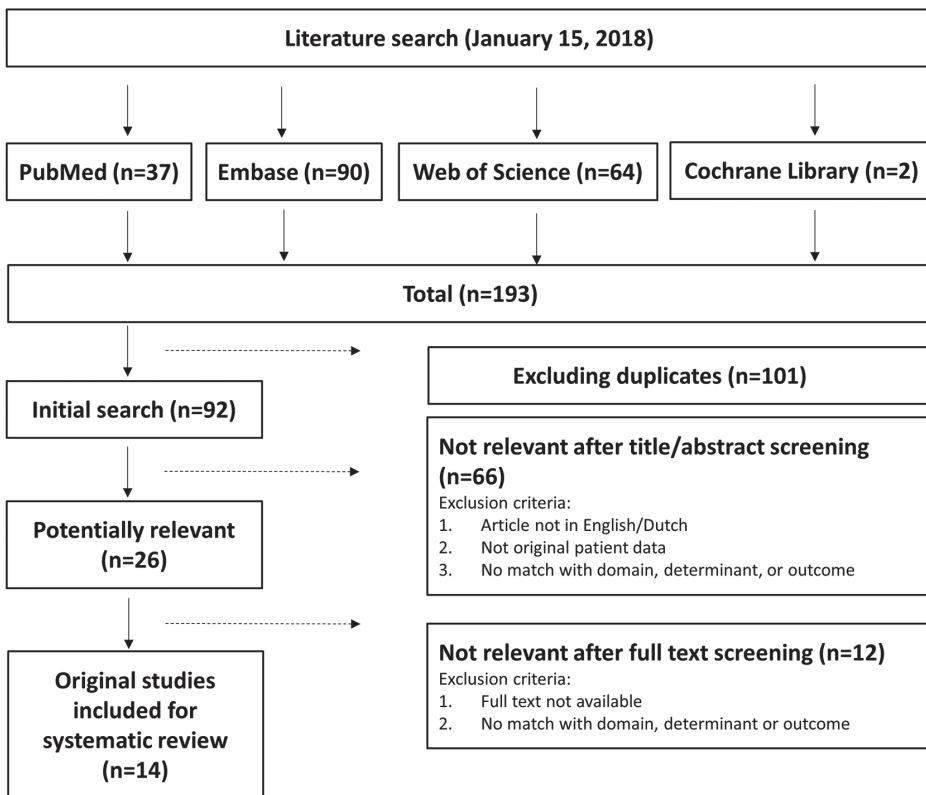 Literature search (January 15, 2018)
PubMed (n=37)
Embase (n=90)
Web of Science (n=64)
Cochrane Library (n=2)
Total (n=193)
Excluding duplicates (n=101)
Initial search (n=92)
Not relevant after title/abstract screening
(n=66)
Exclusion criteria:
1. Article not in English/Dutch
2. Not original patient data
3. No match with domain, determinant, or outcome
Potentially relevant
(n=26)
Not relevant after full text screening (n=12)
Exclusion criteria:
1. Full text not available
2. No match with domain, determinant or outcome
Original studies
included for
systematic review
(n=14)